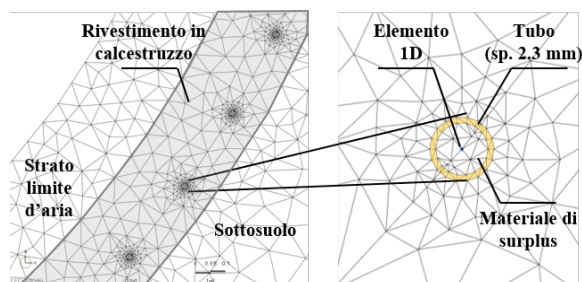 Rivestimento in
calcestruzzo
Strato
limite
d'aria
Sottosuolo
Elemento
1D
Tubo
(sp. 2.3 mm)
Materiale di
surplus